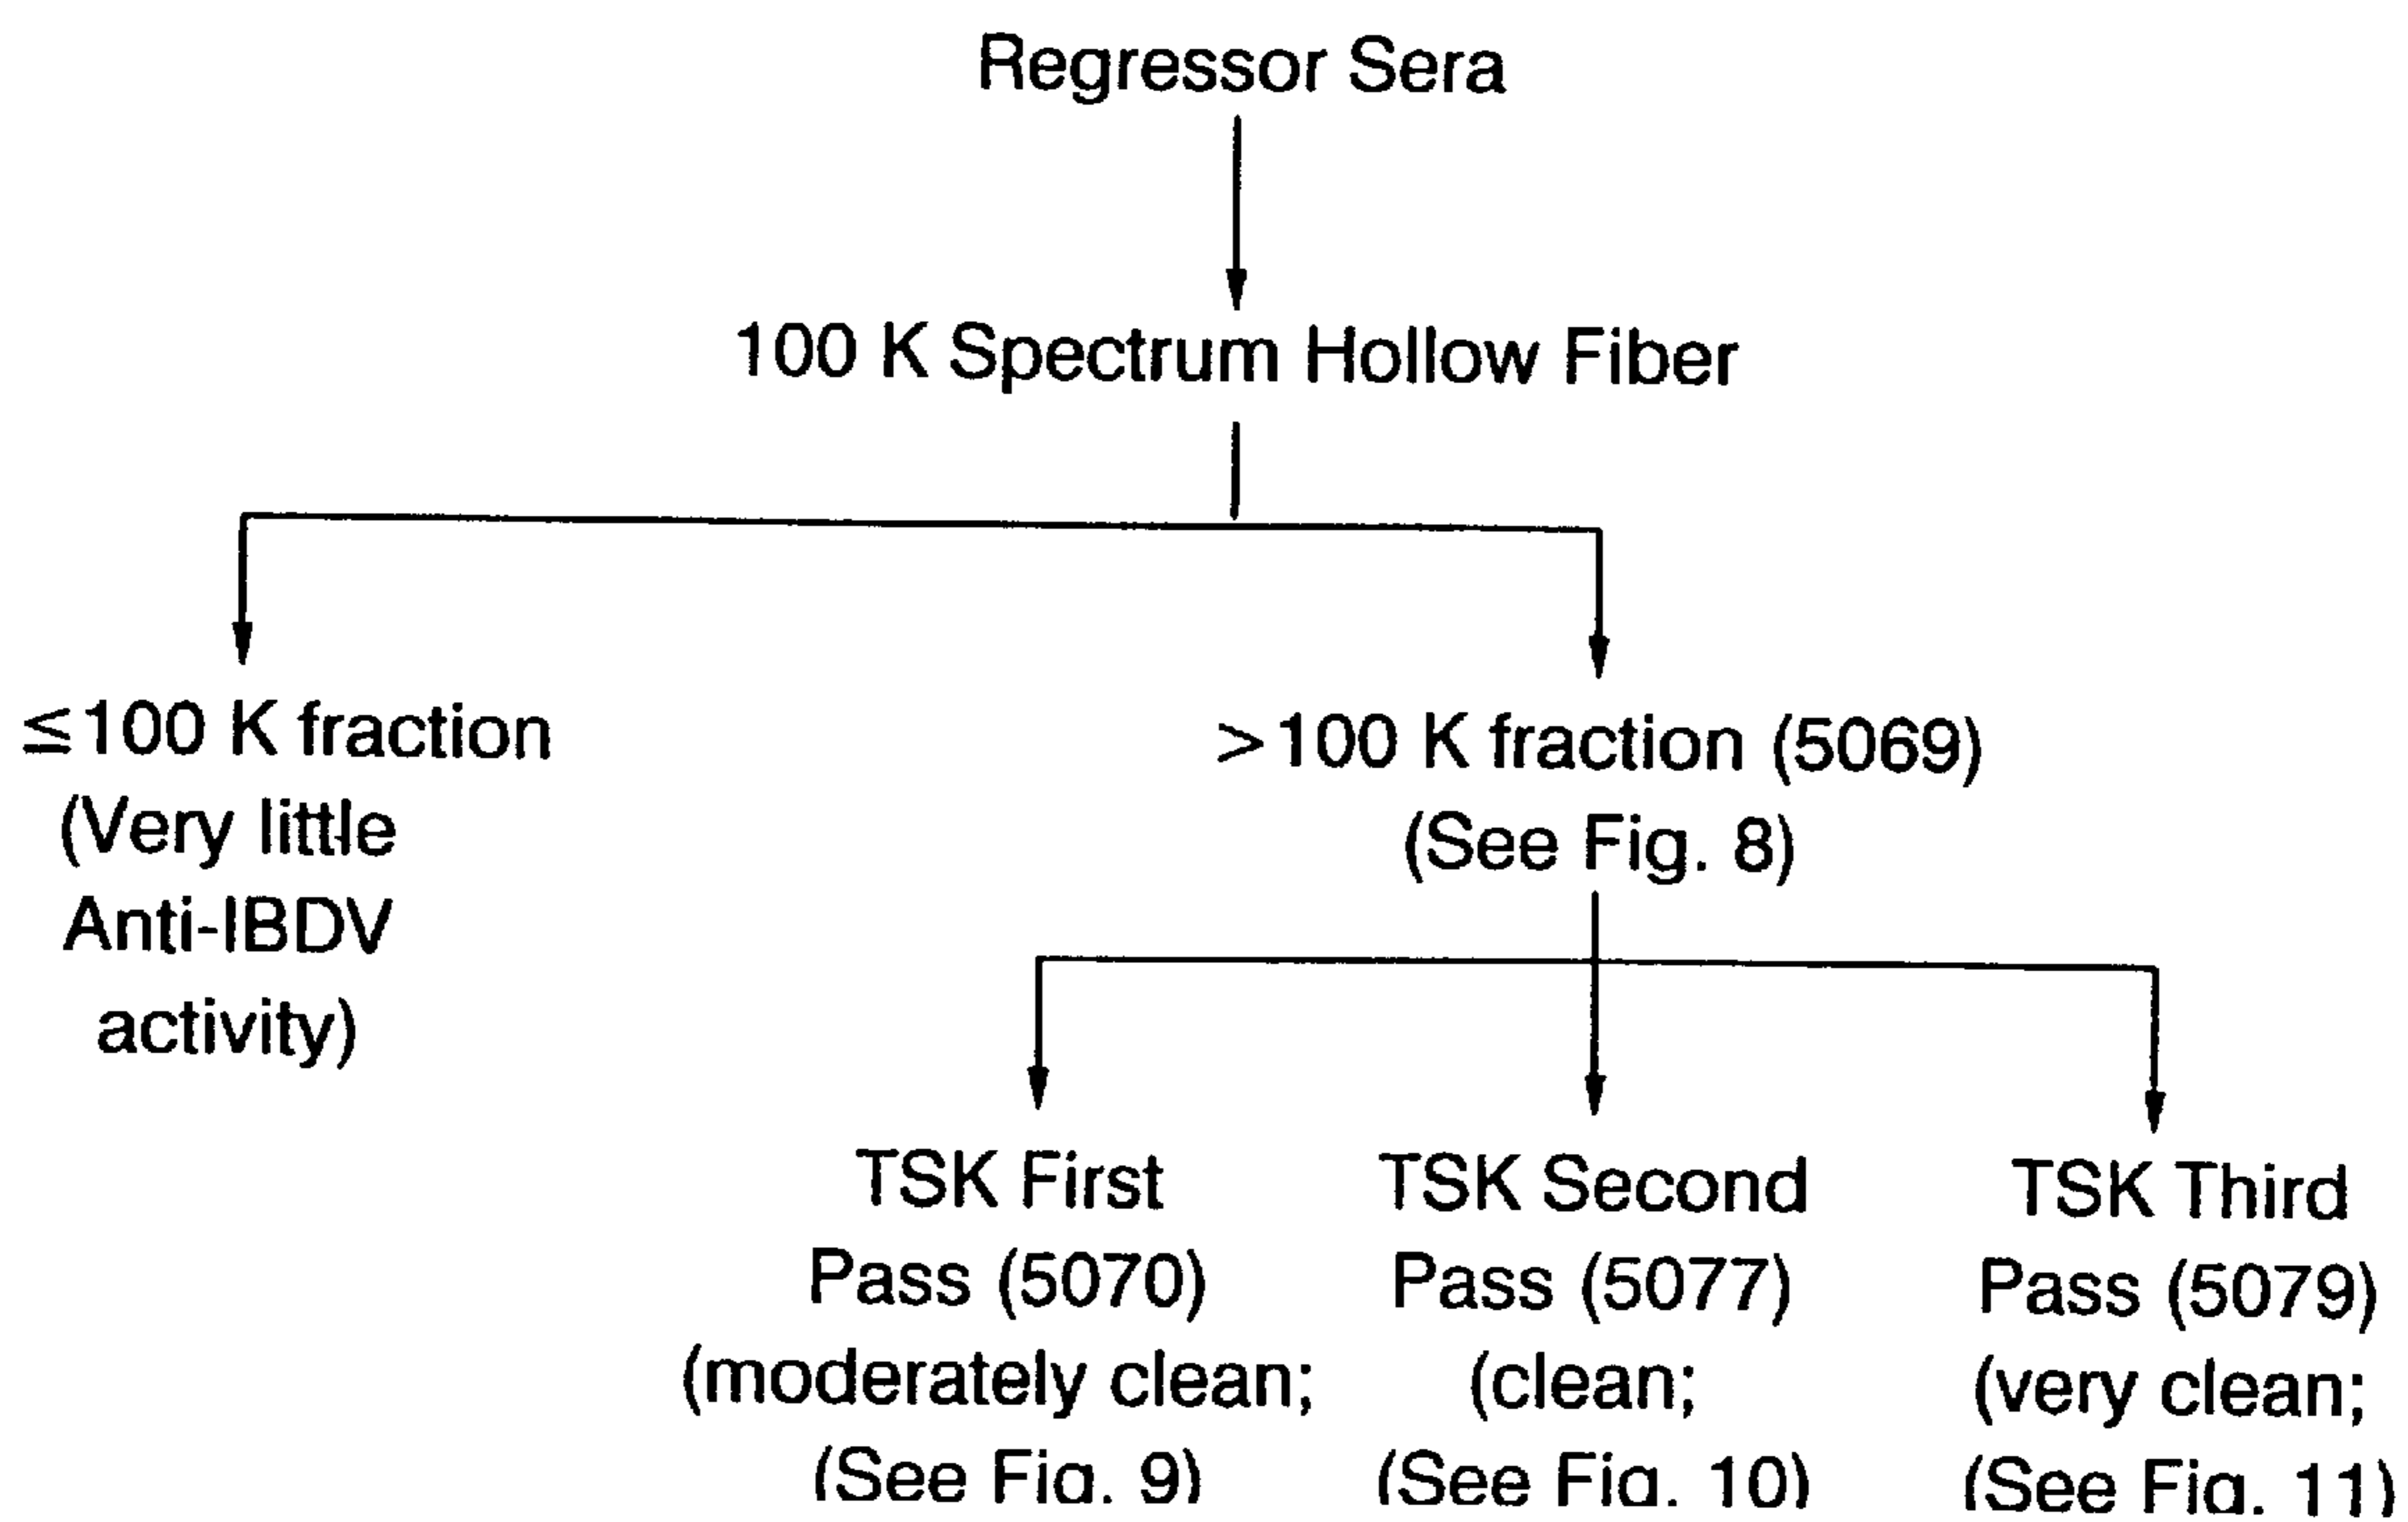 Regressor Sera
100 K Spectrum Hollow Fiber
≤100 K fraction
(Very little
Anti-IBDV
activity)
>100 K fraction (5069)
(See Fig. 8)
TSK First
Pass (5070)
(moderately clean;
(See Fig. 9)
TSK Second
Pass (5077)
(clean;
(See Fig. 10)
TSK Third
Pass (5079)
(very clean;
(See Fig. 11)